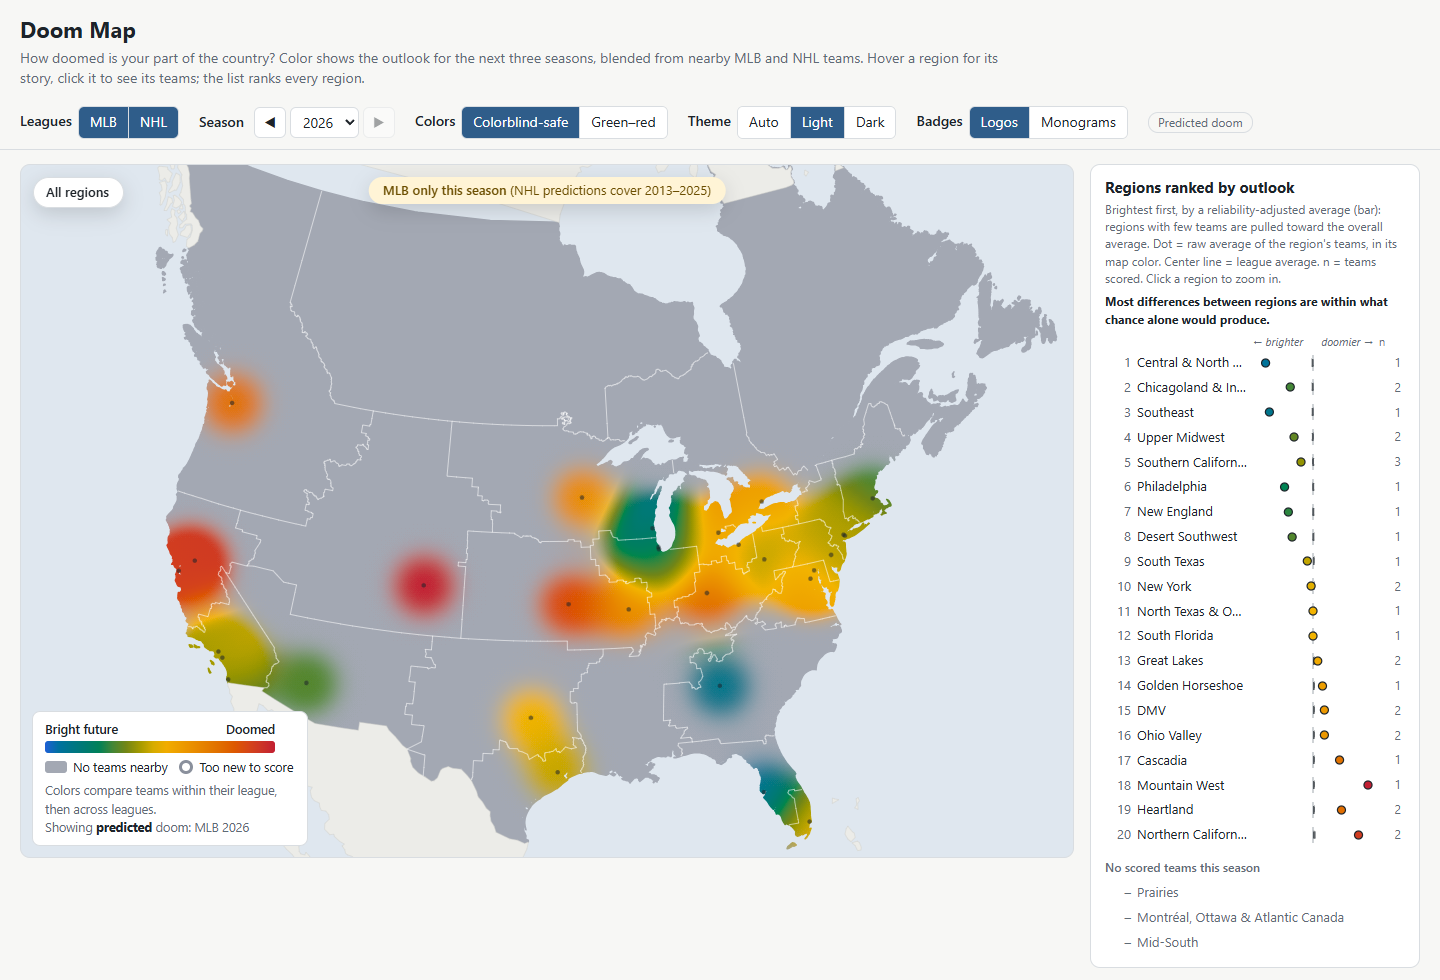 Doom Map
How doomed is your part of the country? Color shows the outlook for the next three seasons, blended from nearby MLB and NHL teams. Hover a region for its
story, click it to see its teams; the list ranks every region.
Leagues MLB NHL Season ◀ 2026 ▶ Colors Colorblind-safe Green–red Theme Auto Light Dark Badges Logos Monograms Predicted doom
All regions
MLB only this season (NHL predictions cover 2013–2025)
Bright future Doomed
No teams nearby Too new to score
Colors compare teams within their league,
then across leagues.
Showing predicted doom: MLB 2026
Regions ranked by outlook
Brightest first, by a reliability-adjusted average (bar):
regions with few teams are pulled toward the overall
average. Dot = raw average of the region's teams, in its
map color. Center line = league average. n = teams
scored. Click a region to zoom in.
Most differences between regions are within what
chance alone would produce.
← brighter doomier → n
1 Central & North ... 1
2 Chicagoland & In... 2
3 Southeast 1
4 Upper Midwest 2
5 Southern Californ... 3
6 Philadelphia 1
7 New England 1
8 Desert Southwest 1
9 South Texas 1
10 New York 2
11 North Texas & O... 1
12 South Florida 1
13 Great Lakes 2
14 Golden Horseshoe 1
15 DMV 2
16 Ohio Valley 2
17 Cascadia 1
18 Mountain West 1
19 Heartland 2
20 Northern Californ... 2
No scored teams this season
– Prairies
– Montréal, Ottawa & Atlantic Canada
– Mid-South